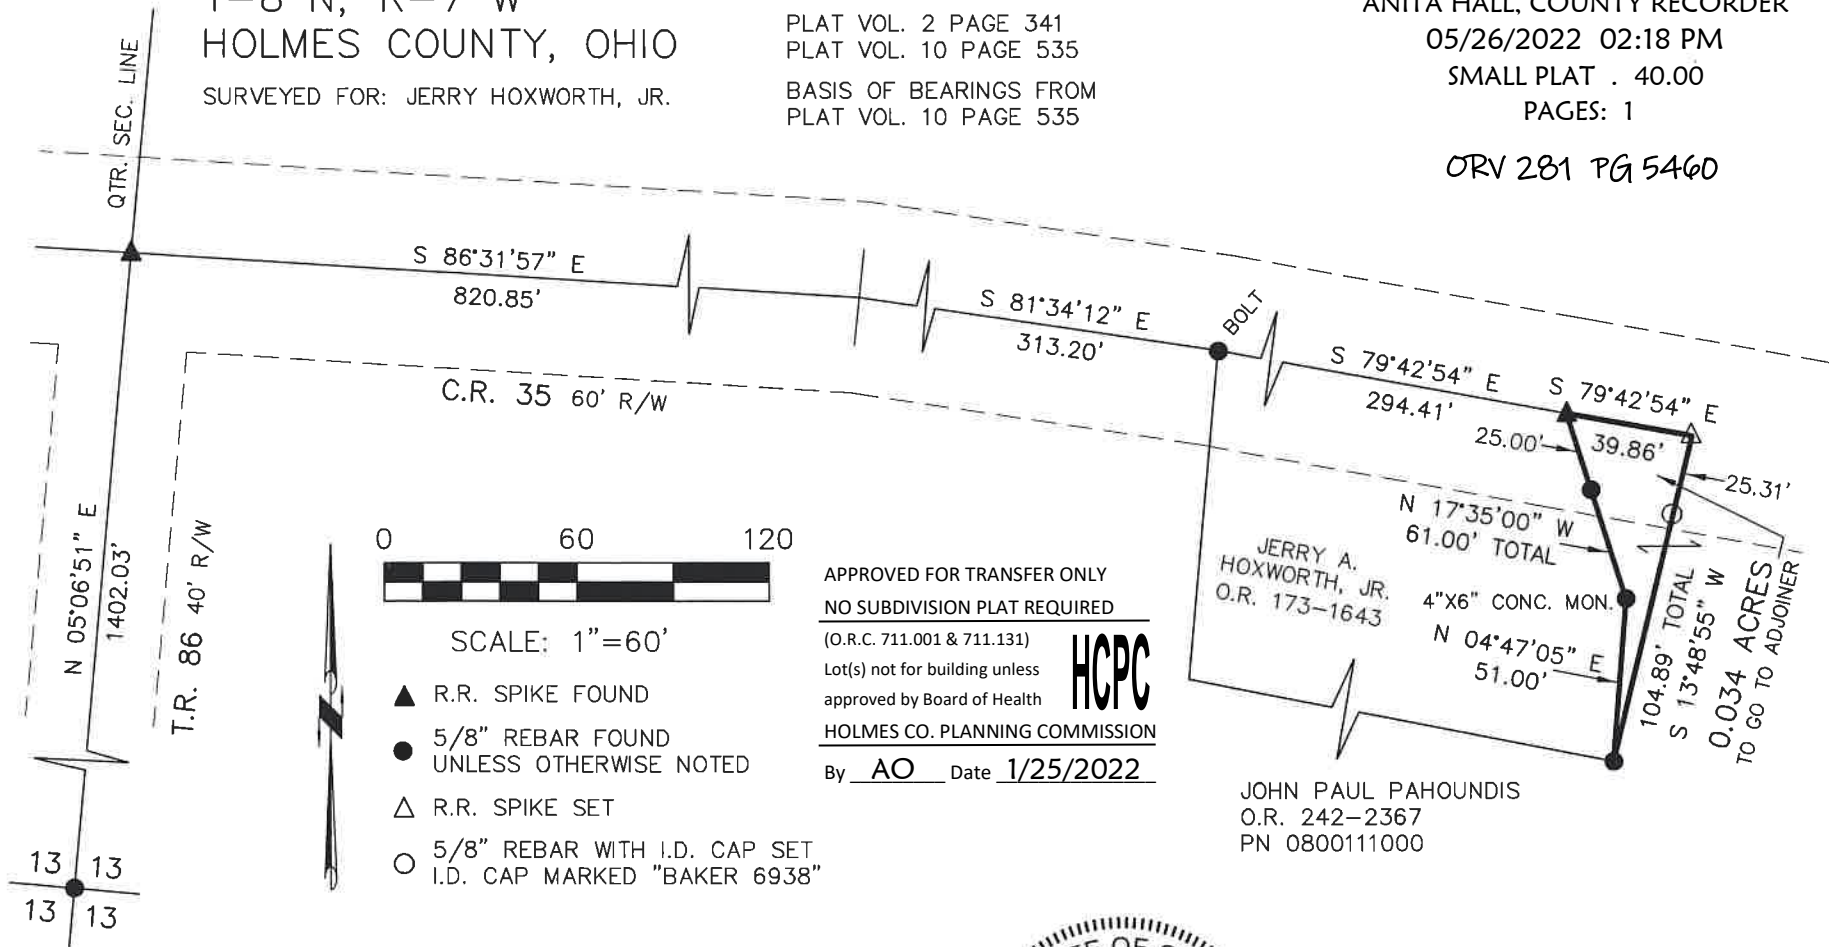 T-8 N, R-7 W
HOLMES COUNTY, OHIO
SURVEYED FOR: JERRY HOXWORTH, JR.
PLAT VOL. 2 PAGE 341
PLAT VOL. 10 PAGE 535
BASIS OF BEARINGS FROM
PLAT VOL. 10 PAGE 535
ANITA HALL, COUNTY RECORDER
05/26/2022 02:18 PM
SMALL PLAT . 40.00
PAGES: 1
ORV 281 PG 5460
QTR. SEC. LINE
S 86°31'57" E
820.85'
S 81°34'12" E
313.20'
BOLT
S 79°42'54" E
294.41'
S 79°42'54" E
39.86'
25.00'
25.31'
C.R. 35 60' R/W
N 05°06'51" E
1402.03'
T.R. 86 40' R/W
N 17°35'00" W
61.00' TOTAL
JERRY A.
HOXWORTH, JR.
O.R. 173-1643
4"X6" CONC. MON.
N 04°47'05" E
51.00'
104.89' TOTAL
S 13°48'55" W
0.034 ACRES
TO GO TO ADJOINER
0 60 120
SCALE: 1"=60'
R.R. SPIKE FOUND
5/8" REBAR FOUND
UNLESS OTHERWISE NOTED
R.R. SPIKE SET
5/8" REBAR WITH I.D. CAP SET
I.D. CAP MARKED "BAKER 6938"
APPROVED FOR TRANSFER ONLY
NO SUBDIVISION PLAT REQUIRED
(O.R.C. 711.001 & 711.131)
Lot(s) not for building unless
approved by Board of Health
HCPC
HOLMES CO. PLANNING COMMISSION
By AO Date 1/25/2022
JOHN PAUL PAHOUNDIS
O.R. 242-2367
PN 0800111000
13 13
13 13
N
OF